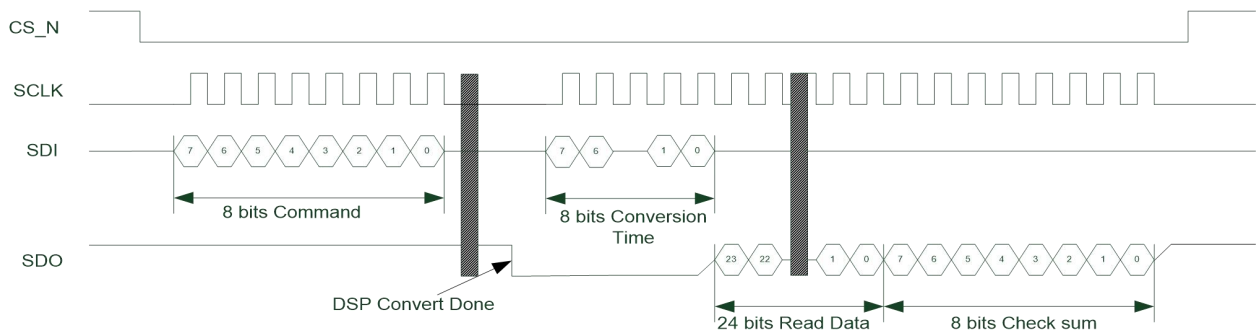 CS_N
SCLK
SDI
7 6 5 4 3 2 1 0
7 6 1 0
8 bits Command
8 bits Conversion
Time
SDO
23 22 1 0 7 6 5 4 3 2 1 0
DSP Convert Done
24 bits Read Data
8 bits Check sum